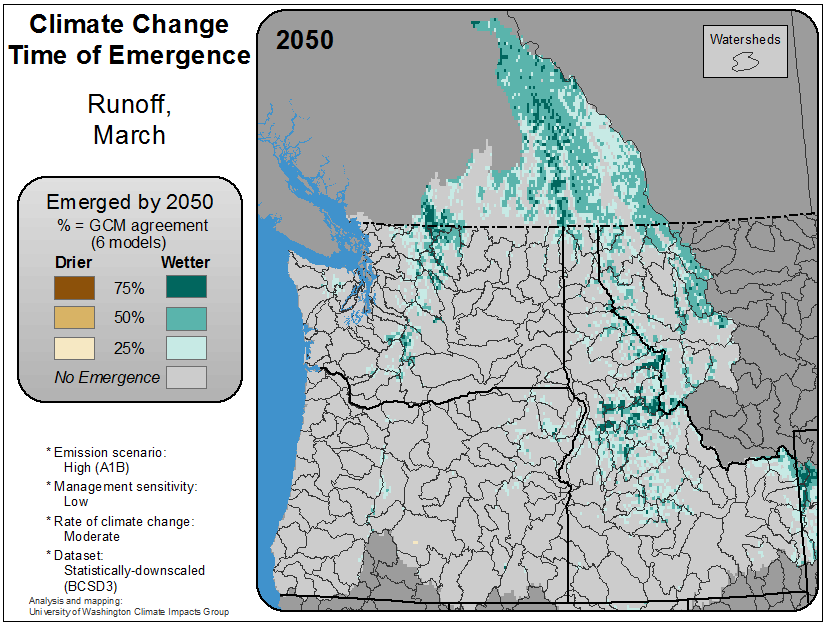 Climate Change
Time of Emergence
Runoff,
March
Emerged by 2050
% = GCM agreement
(6 models)
Drier Wetter
75%
50%
25%
No Emergence
* Emission scenario:
High (A1B)
* Management sensitivity:
Low
* Rate of climate change:
Moderate
* Dataset:
Statistically-downscaled
(BCSD3)
Analysis and mapping:
University of Washington Climate Impacts Group
2050
Watersheds